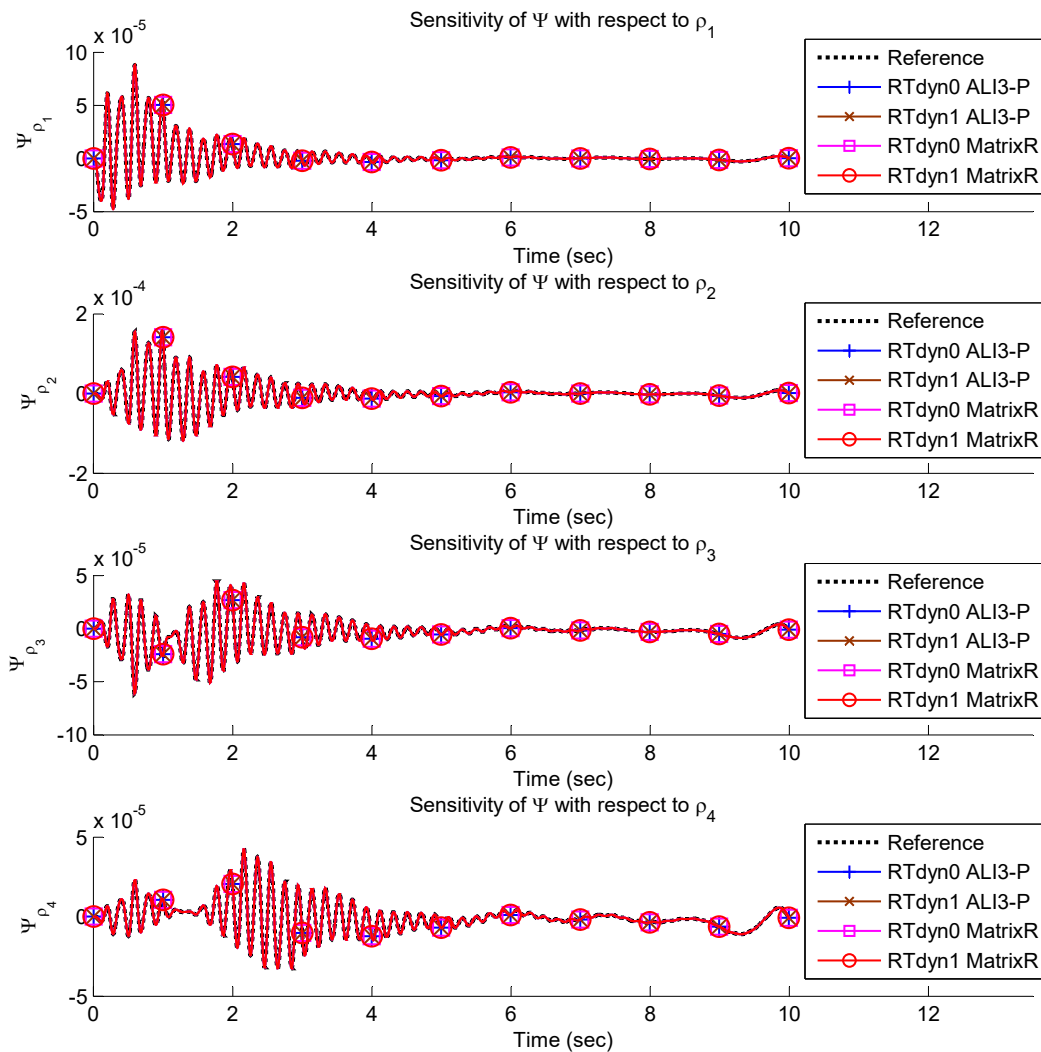 Sensitivity of Ψ with respect to ρ1
x 10-5
10
5
0
-5
Ψρ1
0 2 4 6 8 10 12
Time (sec)
Reference
RTdyn0 ALI3-P
RTdyn1 ALI3-P
RTdyn0 MatrixR
RTdyn1 MatrixR
Sensitivity of Ψ with respect to ρ2
x 10-4
2
0
-2
Ψρ2
0 2 4 6 8 10 12
Time (sec)
Reference
RTdyn0 ALI3-P
RTdyn1 ALI3-P
RTdyn0 MatrixR
RTdyn1 MatrixR
Sensitivity of Ψ with respect to ρ3
x 10-5
5
0
-5
-10
Ψρ3
0 2 4 6 8 10 12
Time (sec)
Reference
RTdyn0 ALI3-P
RTdyn1 ALI3-P
RTdyn0 MatrixR
RTdyn1 MatrixR
Sensitivity of Ψ with respect to ρ4
x 10-5
5
0
-5
Ψρ4
0 2 4 6 8 10 12
Time (sec)
Reference
RTdyn0 ALI3-P
RTdyn1 ALI3-P
RTdyn0 MatrixR
RTdyn1 MatrixR